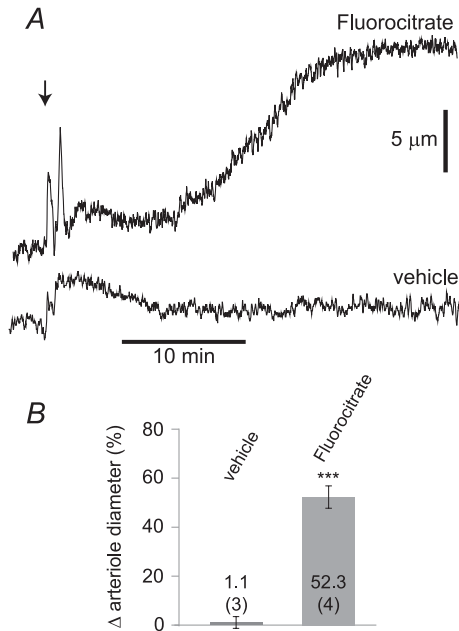 A
Fluorocitrate
5 μm
vehicle
10 min
B
Δ arteriole diameter (%)
80
60
40
20
0
vehicle
Fluorocitrate
***
1.1
(3)
52.3
(4)